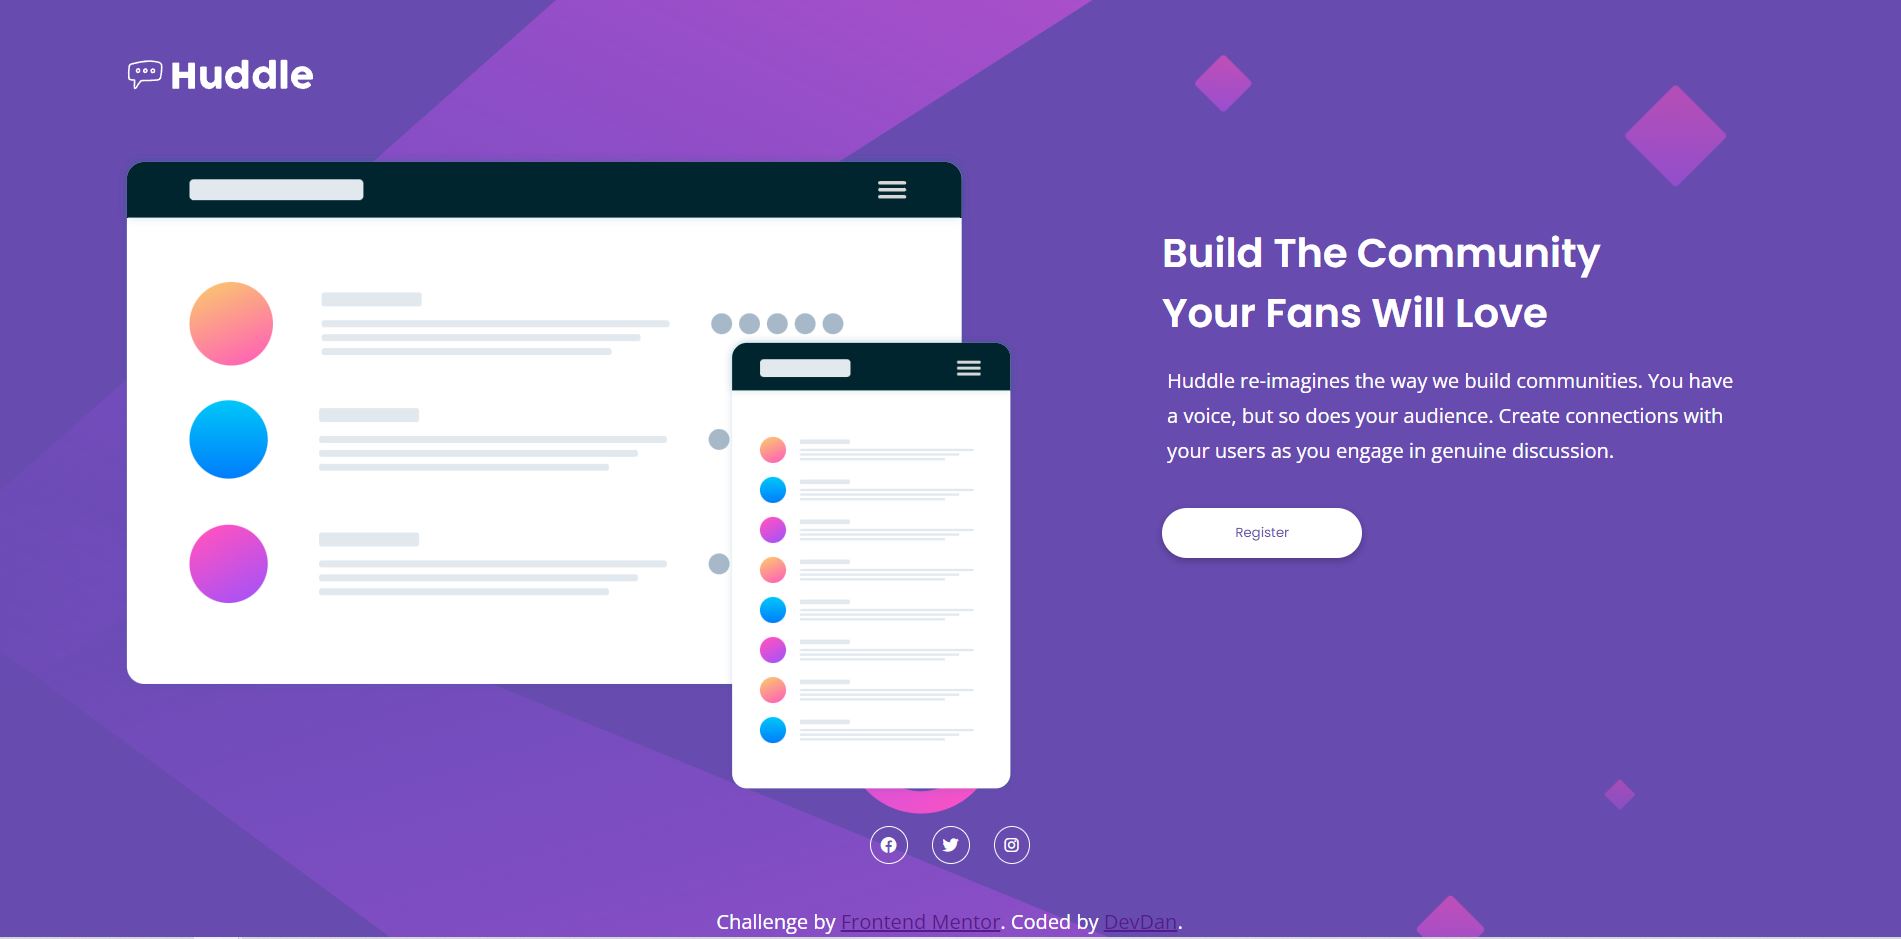 Huddle
Build The Community
Your Fans Will Love
Huddle re-imagines the way we build communities. You have
a voice, but so does your audience. Create connections with
your users as you engage in genuine discussion.
Register
Challenge by Frontend Mentor. Coded by DevDan.